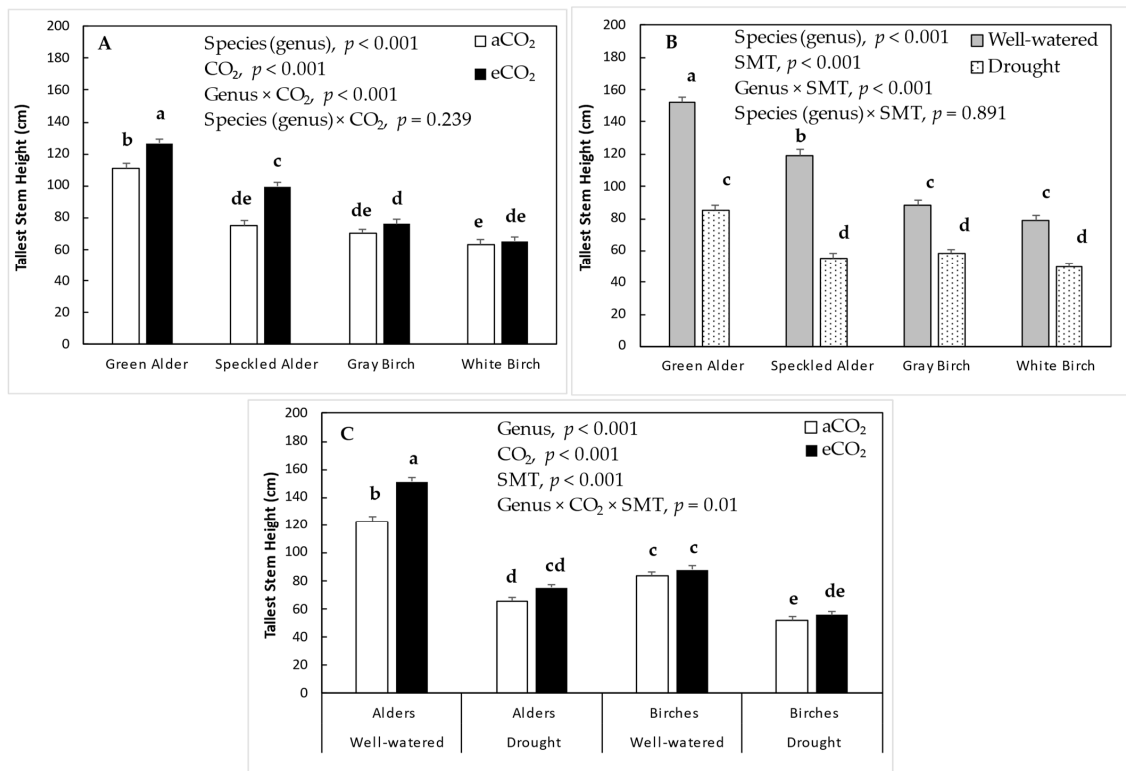 A
Species (genus), p < 0.001
CO₂, p < 0.001
Genus × CO₂, p < 0.001
Species (genus) × CO₂, p = 0.239
aCO₂
eCO₂
Tallest Stem Height (cm)
200
180
160
140
120
100
80
60
40
20
0
b a de c de d e de
Green Alder Speckled Alder Gray Birch White Birch
B
Species (genus), p < 0.001
SMT, p < 0.001
Genus × SMT, p < 0.001
Species (genus) × SMT, p = 0.891
Well-watered
Drought
Tallest Stem Height (cm)
200
180
160
140
120
100
80
60
40
20
0
a c b d c d c d
Green Alder Speckled Alder Gray Birch White Birch
C
Genus, p < 0.001
CO₂, p < 0.001
SMT, p < 0.001
Genus × CO₂ × SMT, p = 0.01
aCO₂
eCO₂
Tallest Stem Height (cm)
200
180
160
140
120
100
80
60
40
20
0
b a d cd c c e de
Alders Alders Birches Birches
Well-watered Drought Well-watered Drought